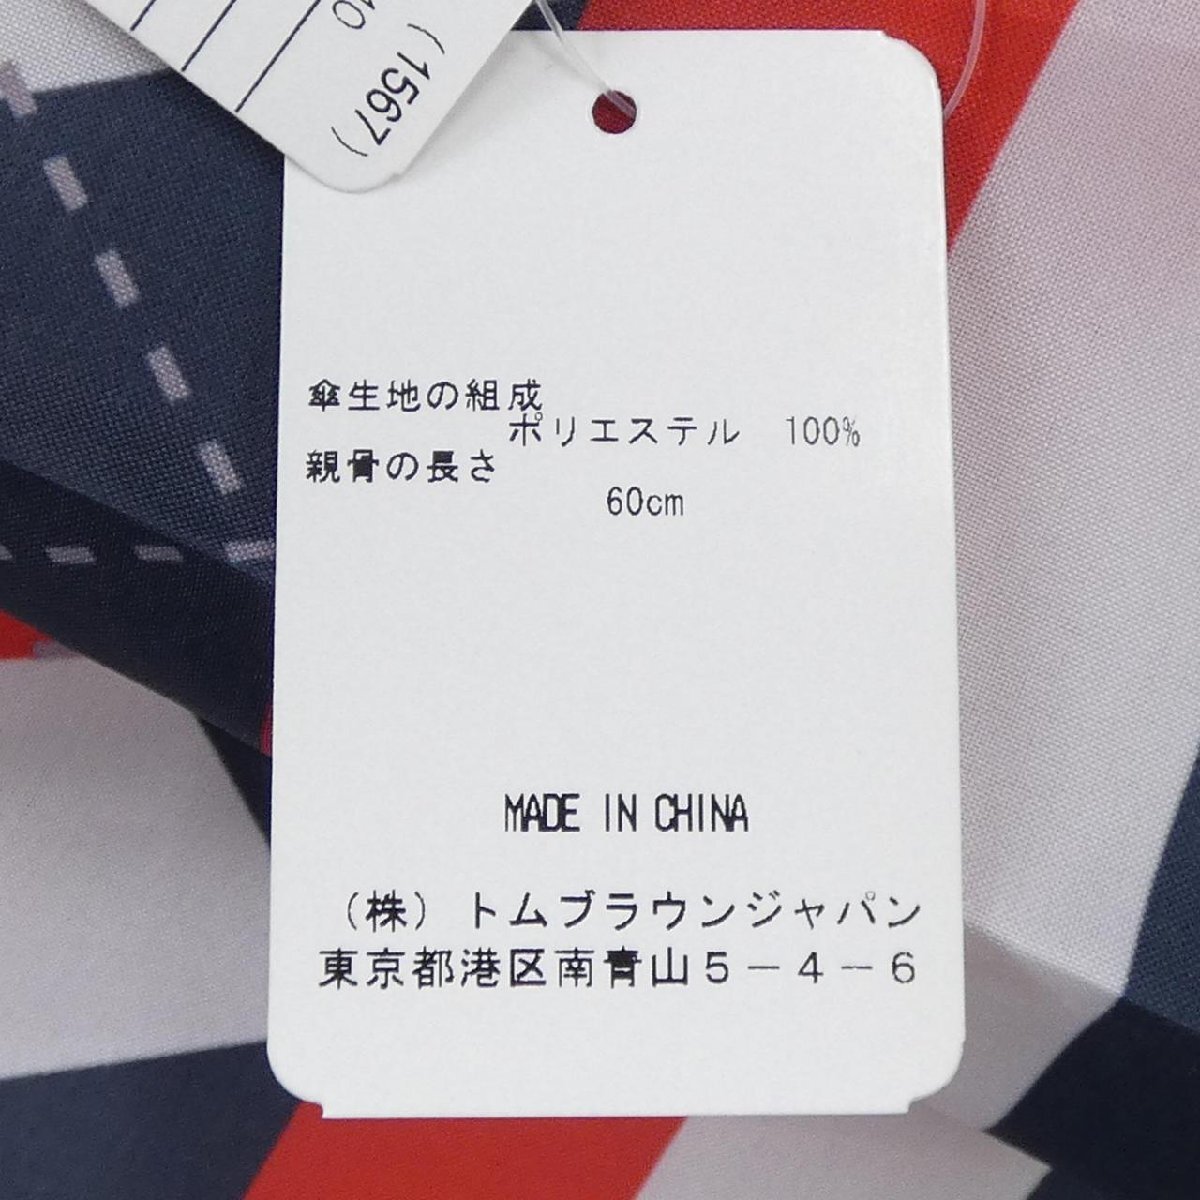 (1567)
10
傘生地の組成
ポリエステル 100%
親骨の長さ
60cm
MADE IN CHINA
（株）トムブラウンジャパン
東京都港区南青山５－４－６